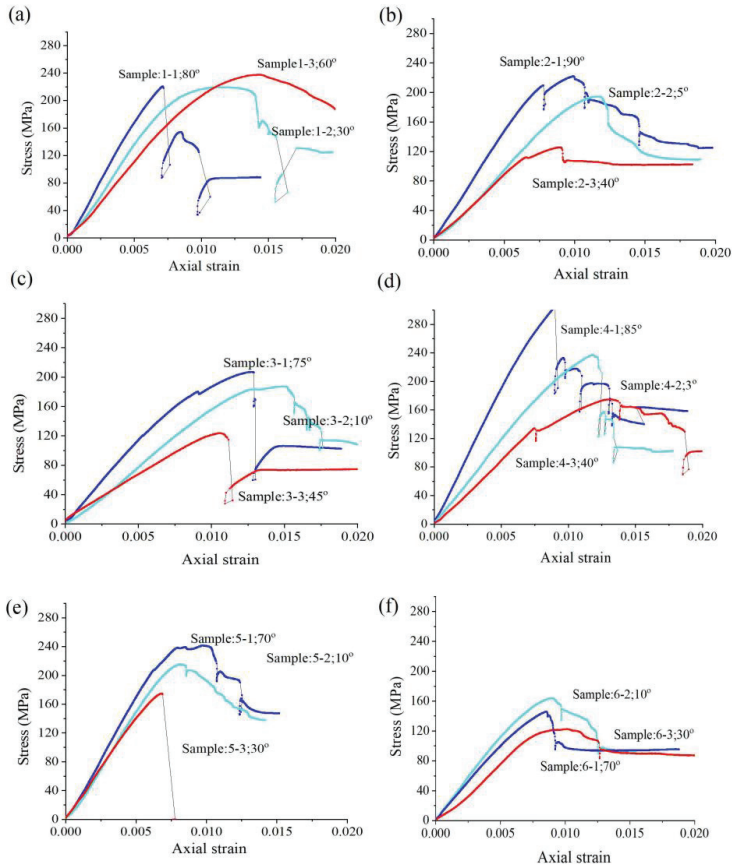 (a)
Stress (MPa)
280
240
200
160
120
80
40
0
Sample:1-1;80°
Sample1-3;60°
Sample:1-2;30°
0.000 0.005 0.010 0.015 0.020
Axial strain
(b)
Stress (MPa)
280
240
200
160
120
80
40
0
Sample:2-1;90°
Sample:2-2;5°
Sample:2-3;40°
0.000 0.005 0.010 0.015 0.020
Axial strain
(c)
Stress (MPa)
280
240
200
160
120
80
40
0
Sample:3-1;75°
Sample:3-2;10°
Sample:3-3;45°
0.000 0.005 0.010 0.015 0.020
Axial strain
(d)
Stress (MPa)
280
240
200
160
120
80
40
0
Sample:4-1;85°
Sample:4-2;3°
Sample:4-3;40°
0.000 0.005 0.010 0.015 0.020
Axial strain
(e)
Stress (MPa)
280
240
200
160
120
80
40
0
Sample:5-1;70°
Sample:5-2;10°
Sample:5-3;30°
0.000 0.005 0.010 0.015 0.020
Axial strain
(f)
Stress (MPa)
280
240
200
160
120
80
40
0
Sample:6-2;10°
Sample:6-3;30°
Sample:6-1;70°
0.000 0.005 0.010 0.015 0.020
Axial strain